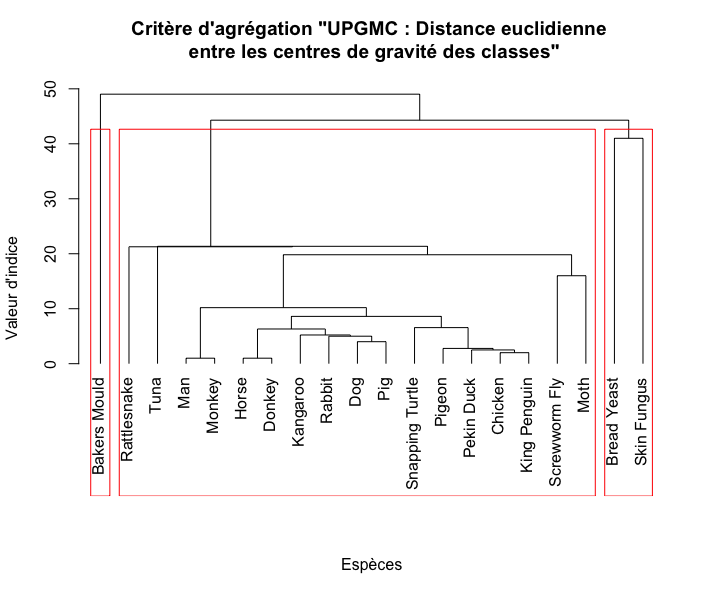 Critère d'agrégation "UPGMC : Distance euclidienne
entre les centres de gravité des classes"
Valeur d'indice
50
40
30
20
10
0
Bakers Mould
Rattlesnake
Tuna
Man
Monkey
Horse
Donkey
Kangaroo
Rabbit
Dog
Pig
Snapping Turtle
Pigeon
Pekin Duck
Chicken
King Penguin
Screwworm Fly
Moth
Bread Yeast
Skin Fungus
Espèces